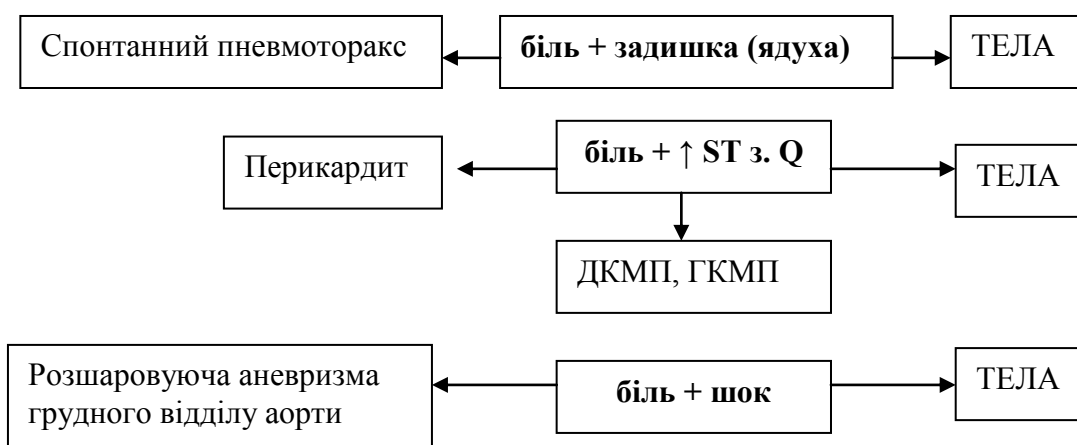 Спонтанний пневмоторакс
біль + задишка (ядуха)
ТЕЛА
Перикардит
біль + ↑ ST з. Q
ТЕЛА
ДКМП, ГКМП
Розшаровуюча аневризма
грудного відділу аорти
біль + шок
ТЕЛА